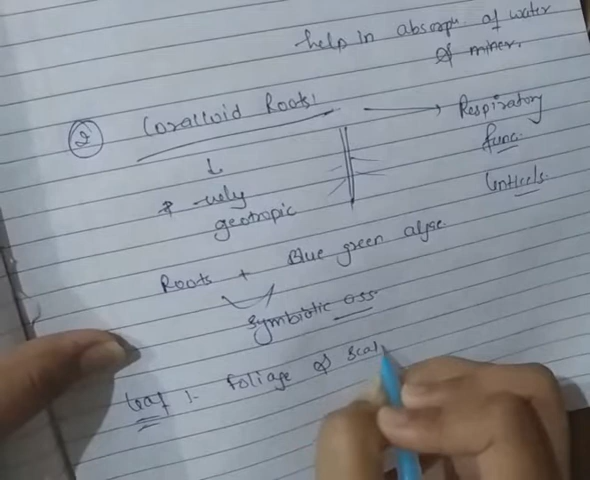 help in absorpn. of water
& miner.
② Coralloid Roots: → Respiratory
↓ func.
* -vely Lenticels
geotropic
Roots + Blue green algae
Symbiotic ass
Leaf :- Foliage & Scal